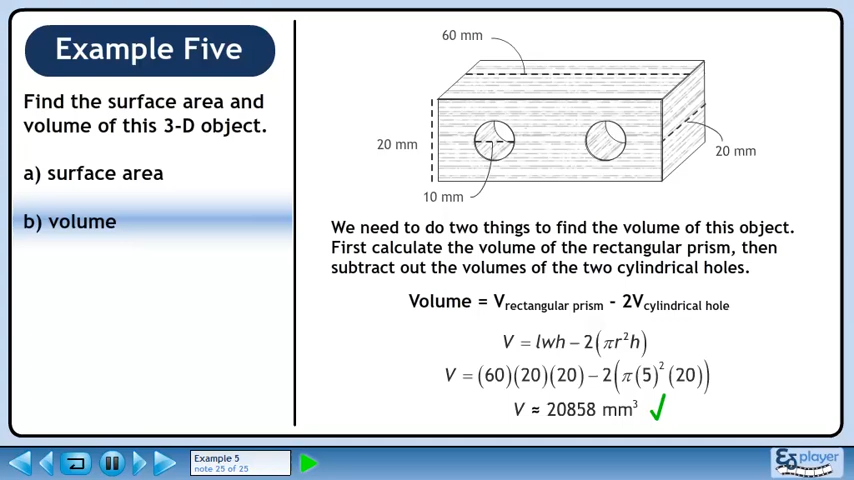 Example Five
Find the surface area and
volume of this 3-D object.
a) surface area
b) volume
60 mm
20 mm
20 mm
10 mm
We need to do two things to find the volume of this object.
First calculate the volume of the rectangular prism, then
subtract out the volumes of the two cylindrical holes.
Volume = V_rectangular prism - 2V_cylindrical hole
V = lwh − 2(πr²h)
V = (60)(20)(20) − 2(π(5)²(20))
V ≈ 20858 mm³ ✓
Example 5
note 25 of 25
player